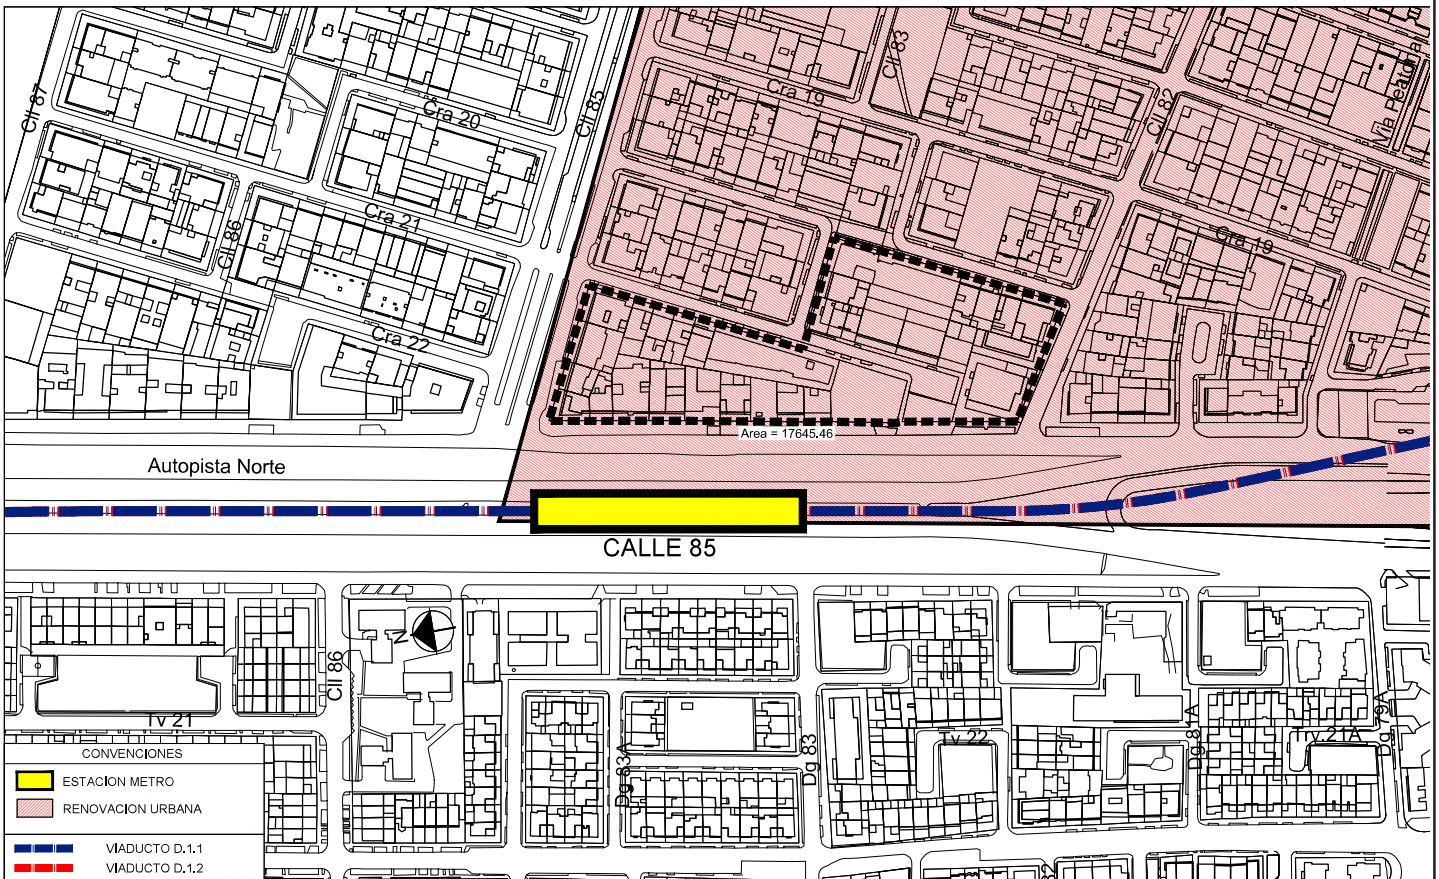 Cll 87
Cra 20
Cll 85
Cra 19
Cll 83
Cll 82
Cra 21
Cll 86
Cra 22
Cra 19
Area = 17645.46
Autopista Norte
CALLE 85
N
Cll 86
Tv 21
Dg 83A
Dg 83
Tv 22
Dg 81A
Trv 21A
Dg 79A
CONVENCIONES
ESTACION METRO
RENOVACION URBANA
VIADUCTO D.1.1
VIADUCTO D.1.2